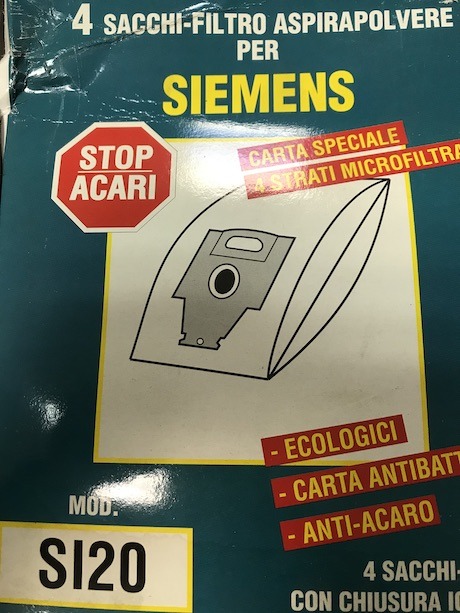 4 SACCHI-FILTRO ASPIRAPOLVERE
PER
SIEMENS
STOP
ACARI
CARTA SPECIALE
4 STRATI MICROFILTRA
- ECOLOGICI
- CARTA ANTIBATT
- ANTI-ACARO
MOD.
SI20
4 SACCHI-
CON CHIUSURA